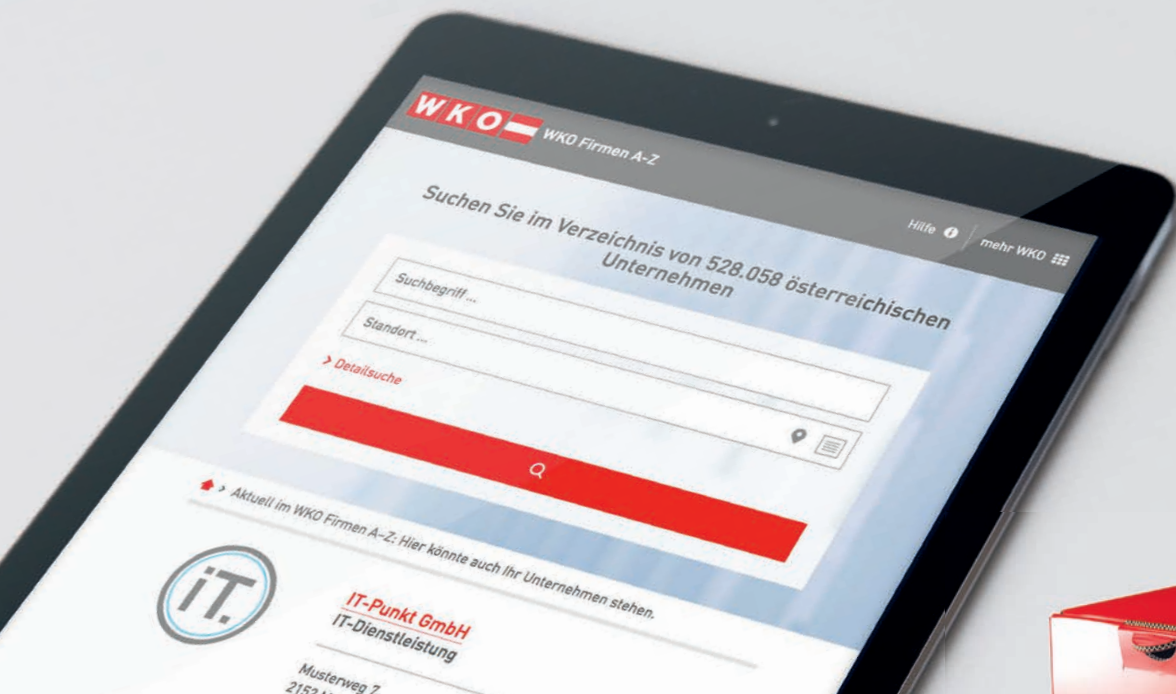 WKO WKO Firmen A-Z
Hilfe mehr WKO
Suchen Sie im Verzeichnis von 528.058 österreichischen
Unternehmen
Suchbegriff ...
Standort ...
> Detailsuche
> Aktuell im WKO Firmen A-Z: Hier könnte auch Ihr Unternehmen stehen.
iT.
IT-Punkt GmbH
IT-Dienstleistung
Musterweg 7
2152